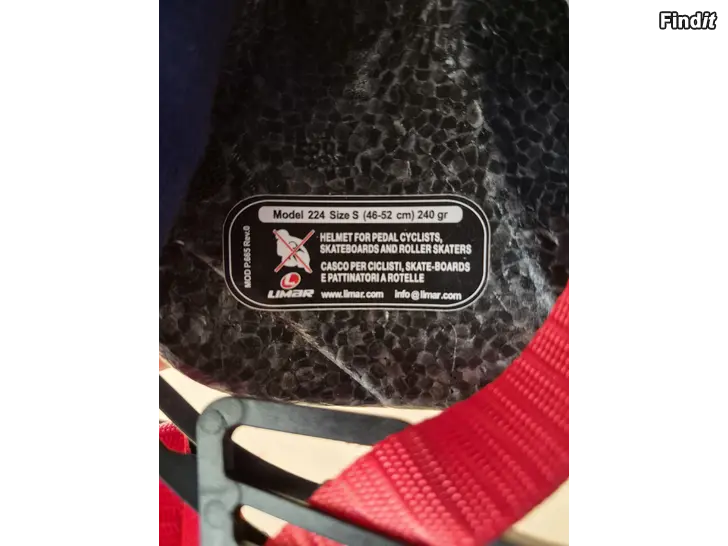 Findit
Model 224 Size S (46-52 cm) 240 gr
MOD P.665 Rev.0
HELMET FOR PEDAL CYCLISTS,
SKATEBOARDS AND ROLLER SKATERS
CASCO PER CICLISTI, SKATE-BOARDS
E PATTINATORI A ROTELLE
LIMAR www.limar.com info@limar.com